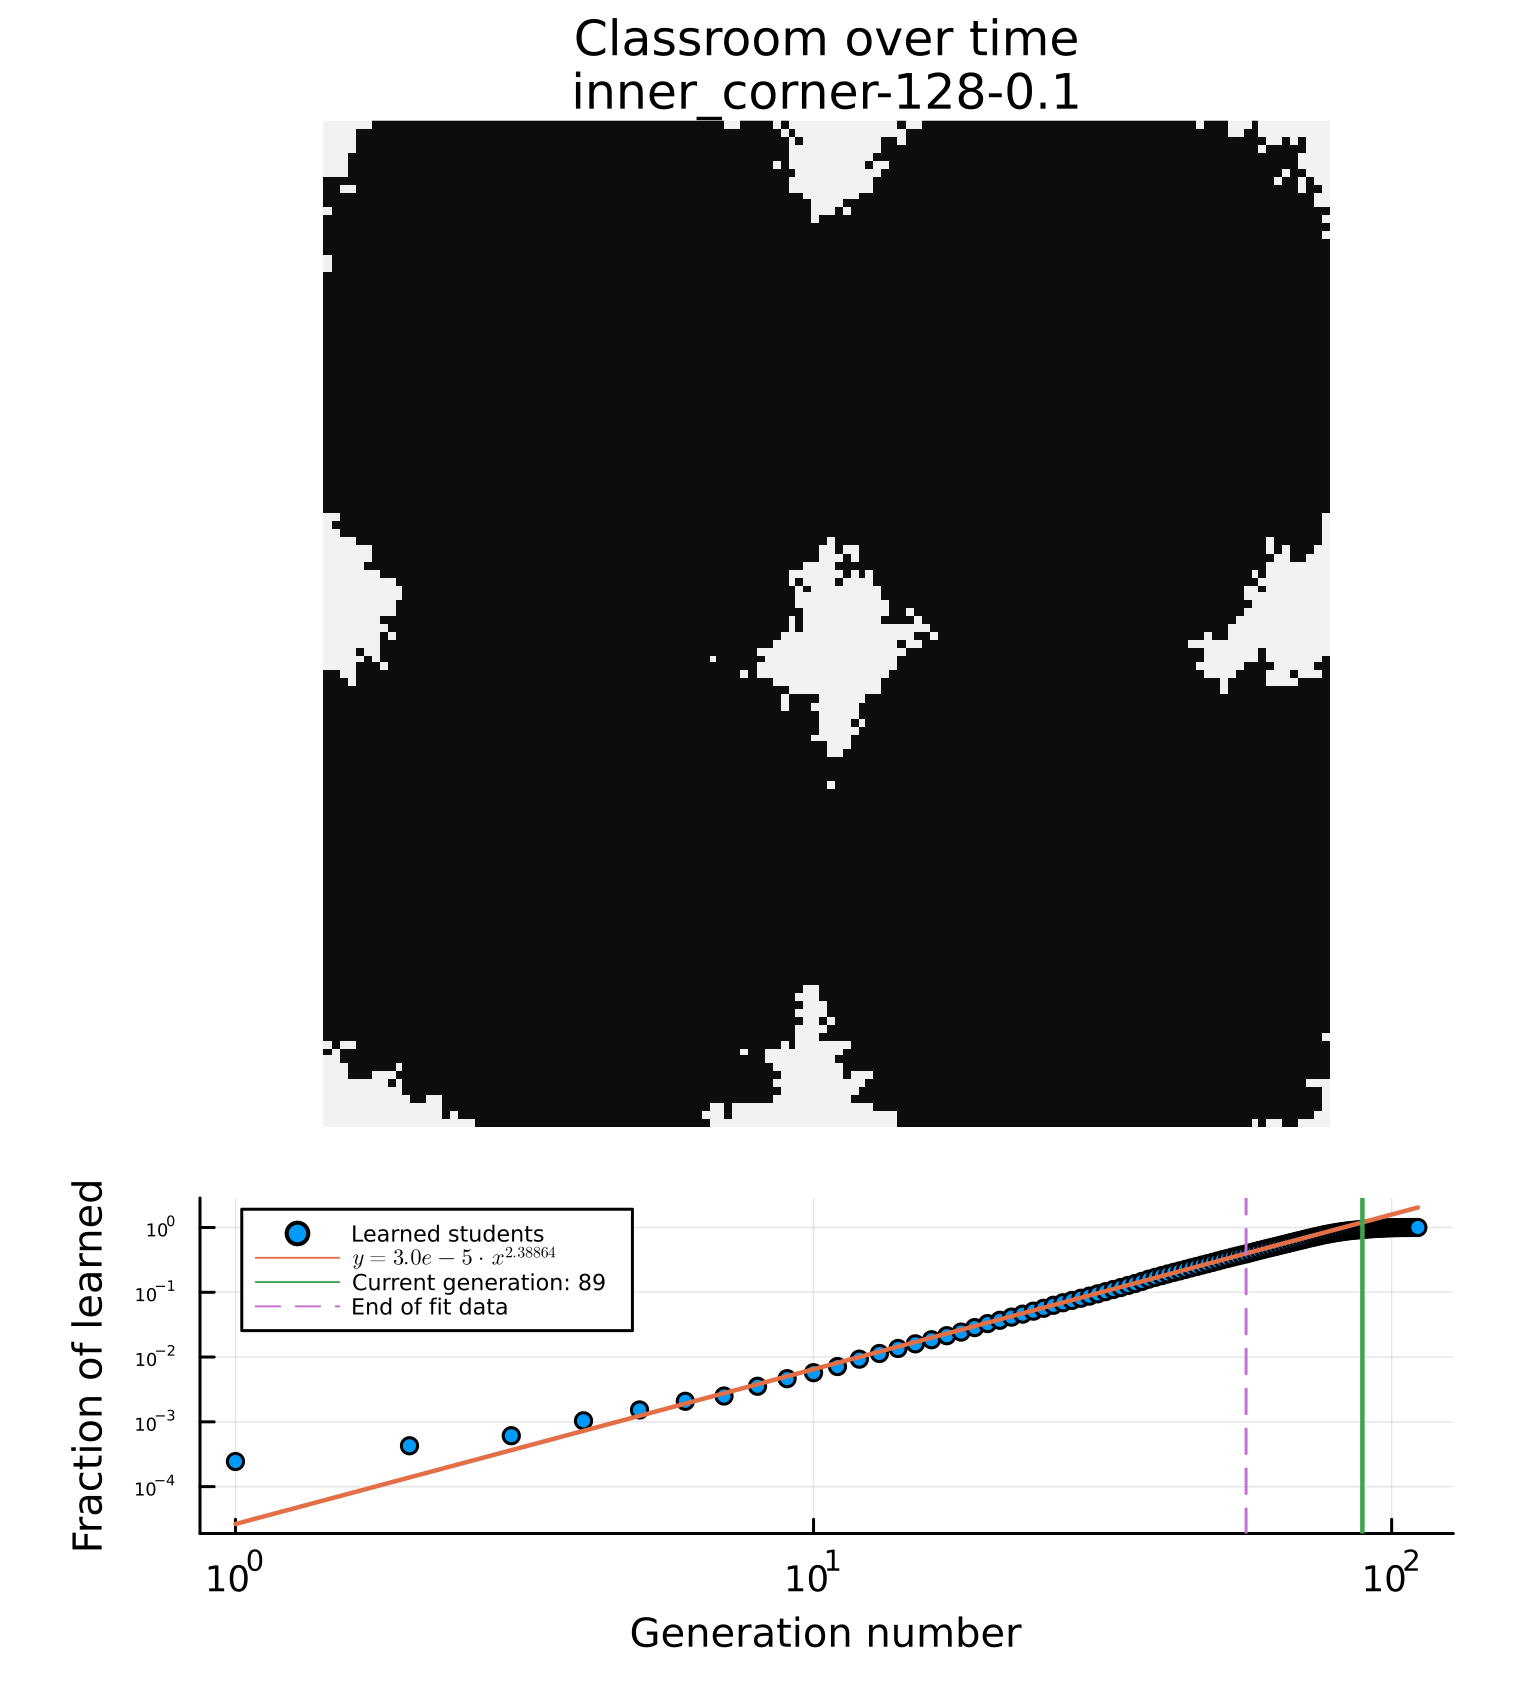 Classroom over time
inner_corner-128-0.1
Fraction of learned
10^0
10^−1
10^−2
10^−3
10^−4
Learned students
y = 3.0e − 5 · x^2.38864
Current generation: 89
End of fit data
10^0 10^1 10^2
Generation number